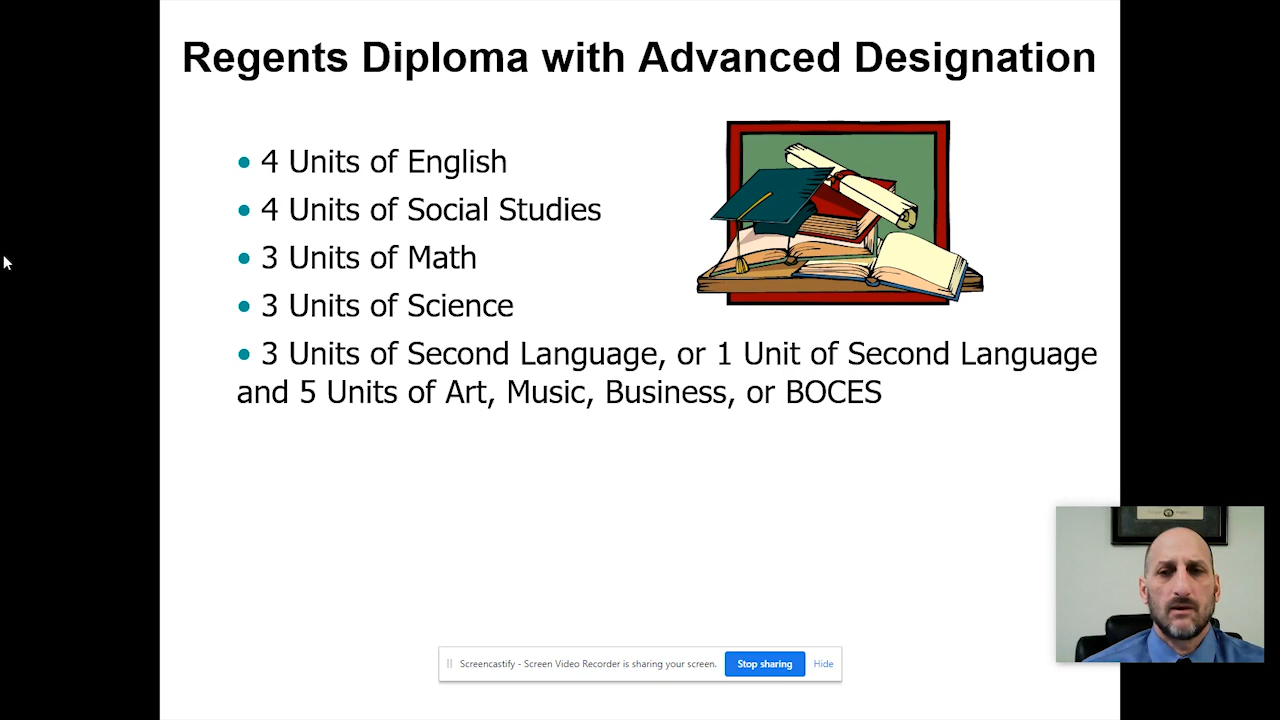 Regents Diploma with Advanced Designation
• 4 Units of English
• 4 Units of Social Studies
• 3 Units of Math
• 3 Units of Science
• 3 Units of Second Language, or 1 Unit of Second Language
and 5 Units of Art, Music, Business, or BOCES
Screencastify - Screen Video Recorder is sharing your screen. Stop sharing Hide